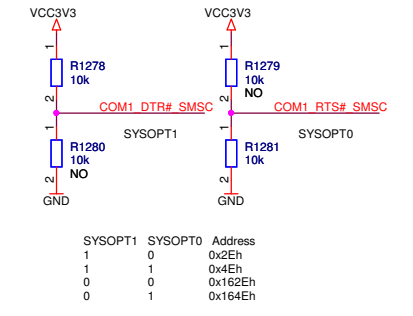 VCC3V3 VCC3V3
1 1
R1278 R1279
10k 10k
NO
2 2
COM1_DTR#_SMSC COM1_RTS#_SMSC
SYSOPT1 SYSOPT0
1 1
R1280 R1281
10k 10k
NO
2 2
GND GND
SYSOPT1 SYSOPT0 Address
1 0 0x2Eh
1 1 0x4Eh
0 0 0x162Eh
0 1 0x164Eh